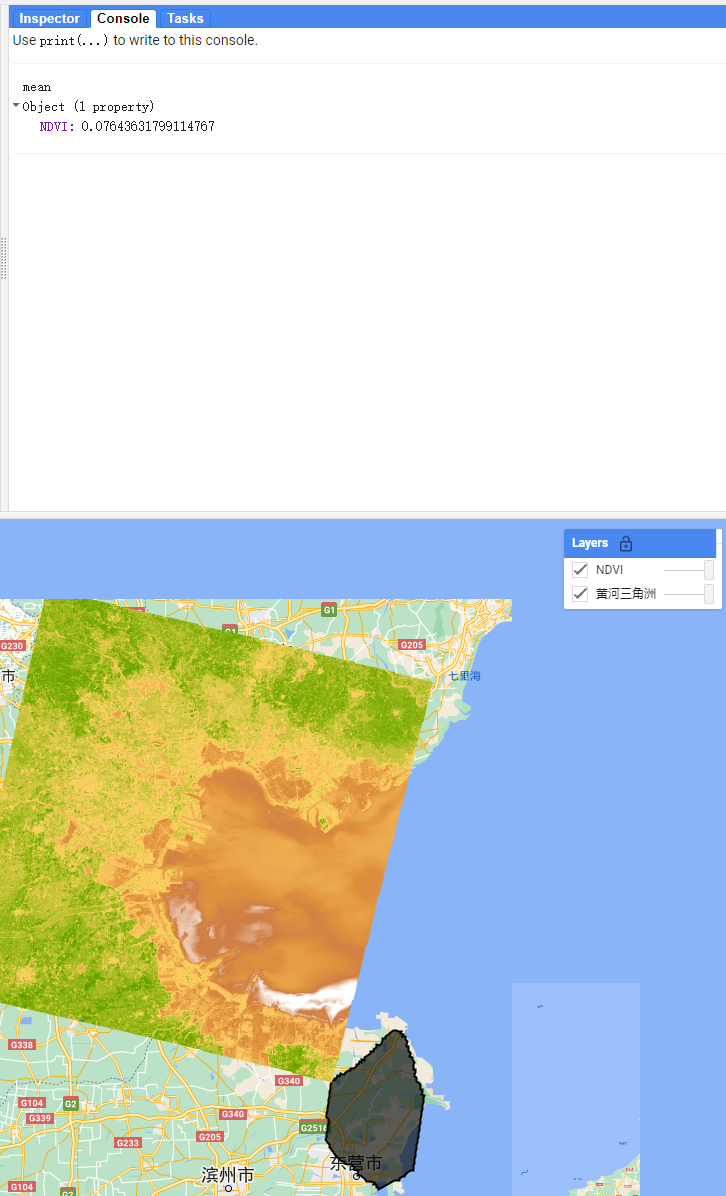 Inspector Console Tasks
Use print(...) to write to this console.
mean
Object (1 property)
NDVI: 0.07643631799114767
Layers
NDVI
黄河三角洲
G1
G1
G230
G205
市
七里海
G338
G340
G104
G2
G339
G340
G2516
G233
G205
东营市
滨州市
G104
G2